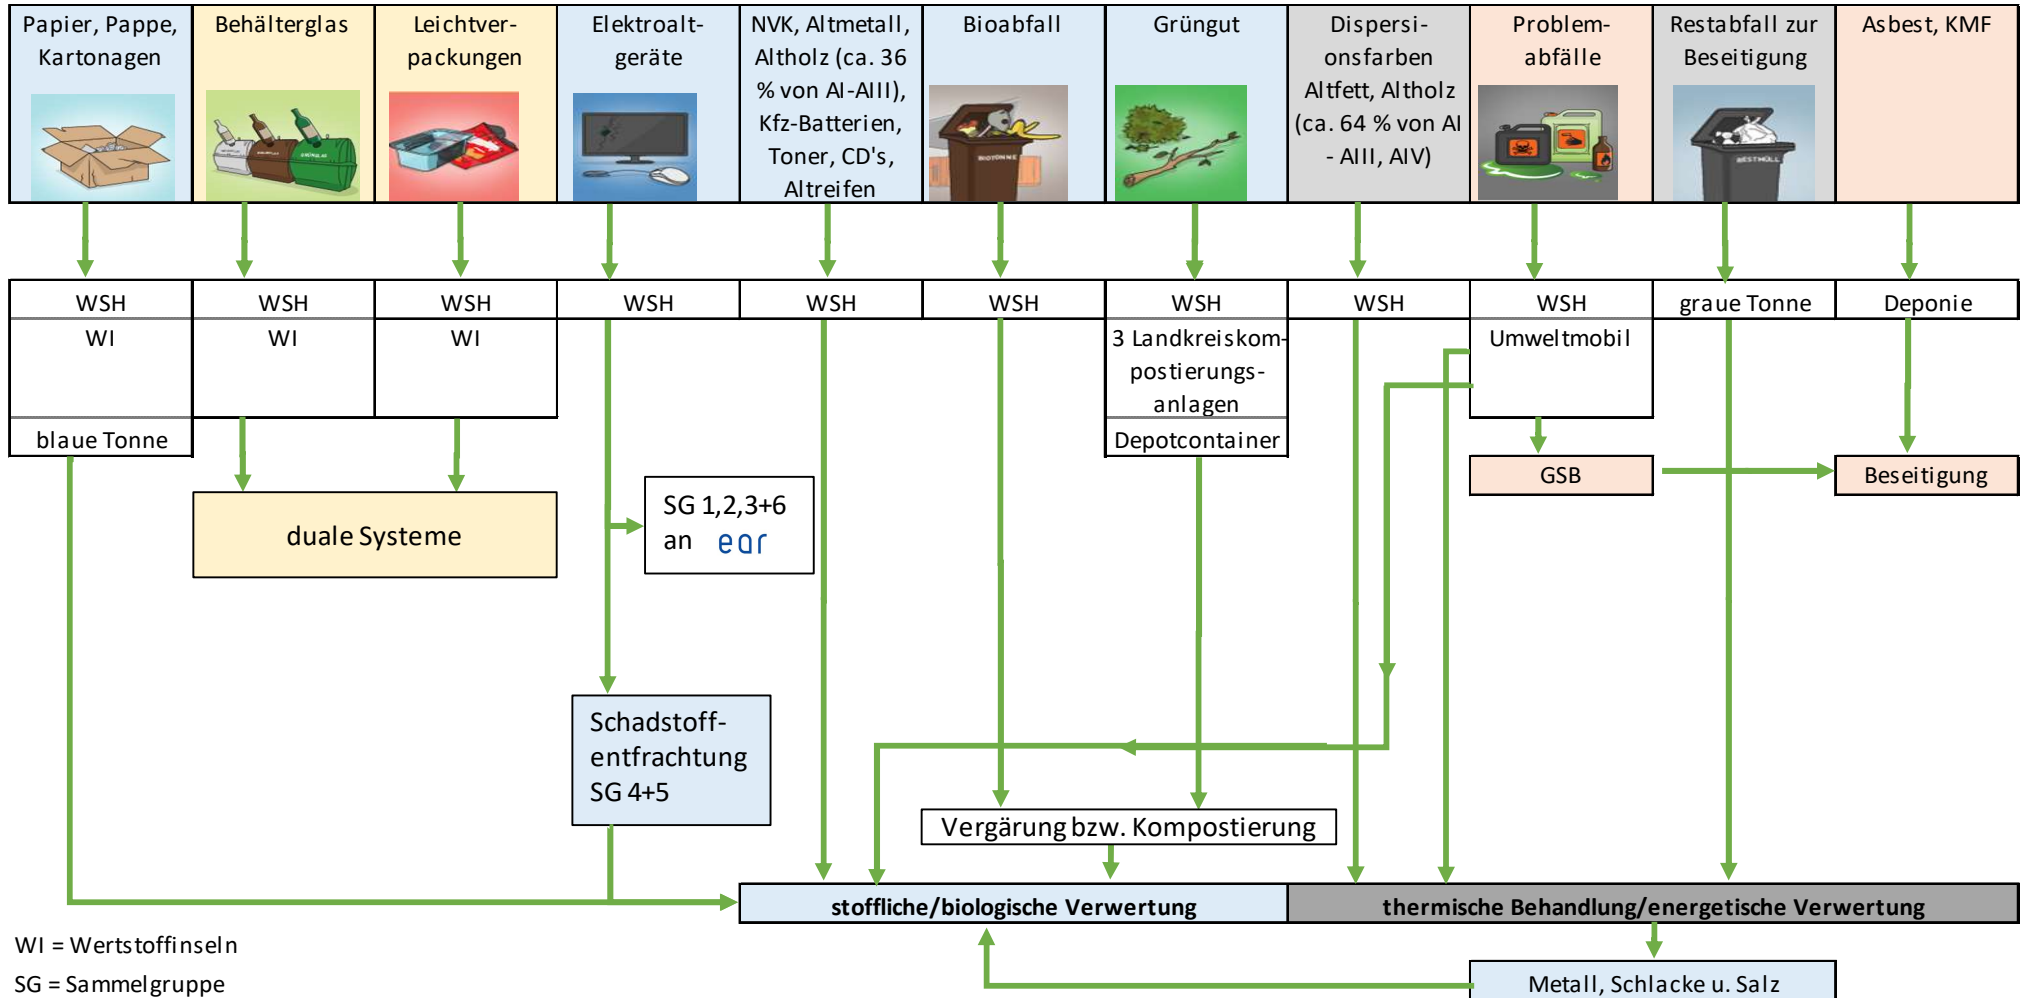 Papier, Pappe,
Kartonagen
Behälterglas
Leichtver-
packungen
Elektroalt-
geräte
NVK, Altmetall,
Altholz (ca. 36
% von AI-AIII),
Kfz-Batterien,
Toner, CD's,
Altreifen
Bioabfall
BIOTONNE
Grüngut
Dispersi-
onsfarben
Altfett, Altholz
(ca. 64 % von AI
- AIII, AIV)
Problem-
abfälle
Restabfall zur
Beseitigung
RESTMÜLL
Asbest, KMF
WSH
WSH
WSH
WSH
WSH
WSH
WSH
WSH
WSH
graue Tonne
Deponie
WI
WI
WI
3 Landkreiskom-
postierungs-
anlagen
Umweltmobil
blaue Tonne
Depotcontainer
GSB
Beseitigung
duale Systeme
SG 1,2,3+6
an ear
Schadstoff-
entfrachtung
SG 4+5
Vergärung bzw. Kompostierung
stoffliche/biologische Verwertung
thermische Behandlung/energetische Verwertung
WI = Wertstoffinseln
SG = Sammelgruppe
Metall, Schlacke u. Salz